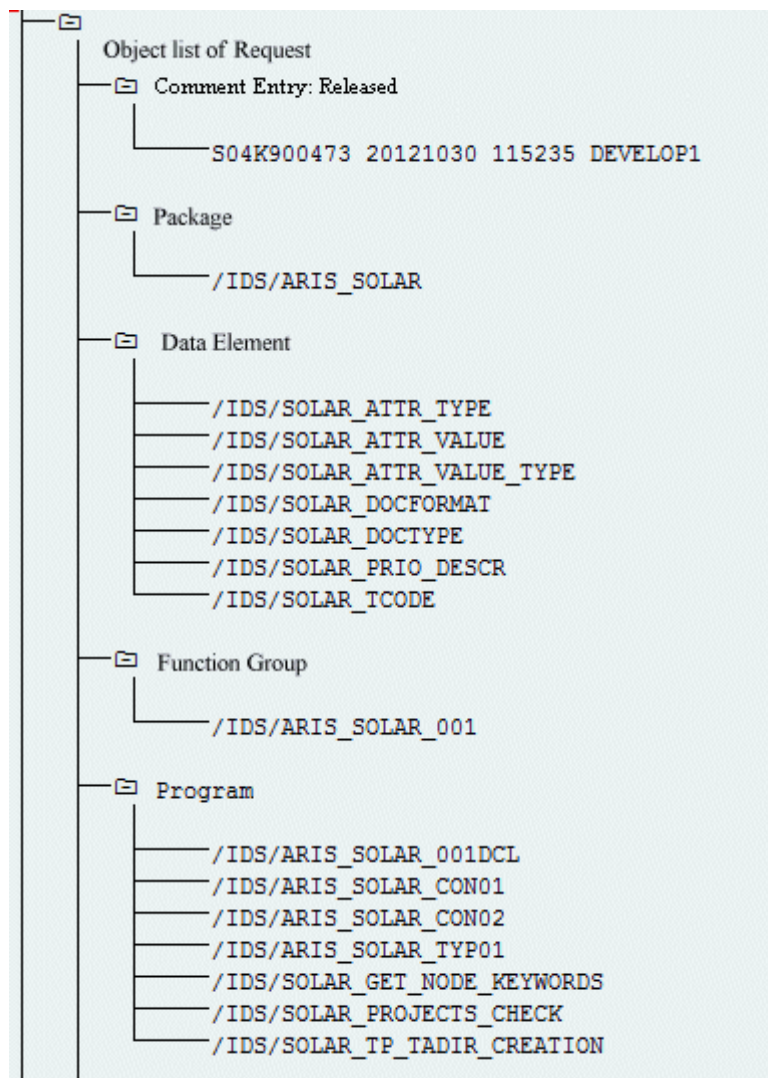 Object list of Request
Comment Entry: Released
S04K900473 20121030 115235 DEVELOP1
Package
/IDS/ARIS_SOLAR
Data Element
/IDS/SOLAR_ATTR_TYPE
/IDS/SOLAR_ATTR_VALUE
/IDS/SOLAR_ATTR_VALUE_TYPE
/IDS/SOLAR_DOCFORMAT
/IDS/SOLAR_DOCTYPE
/IDS/SOLAR_PRIO_DESCR
/IDS/SOLAR_TCODE
Function Group
/IDS/ARIS_SOLAR_001
Program
/IDS/ARIS_SOLAR_001DCL
/IDS/ARIS_SOLAR_CON01
/IDS/ARIS_SOLAR_CON02
/IDS/ARIS_SOLAR_TYP01
/IDS/SOLAR_GET_NODE_KEYWORDS
/IDS/SOLAR_PROJECTS_CHECK
/IDS/SOLAR_TP_TADIR_CREATION